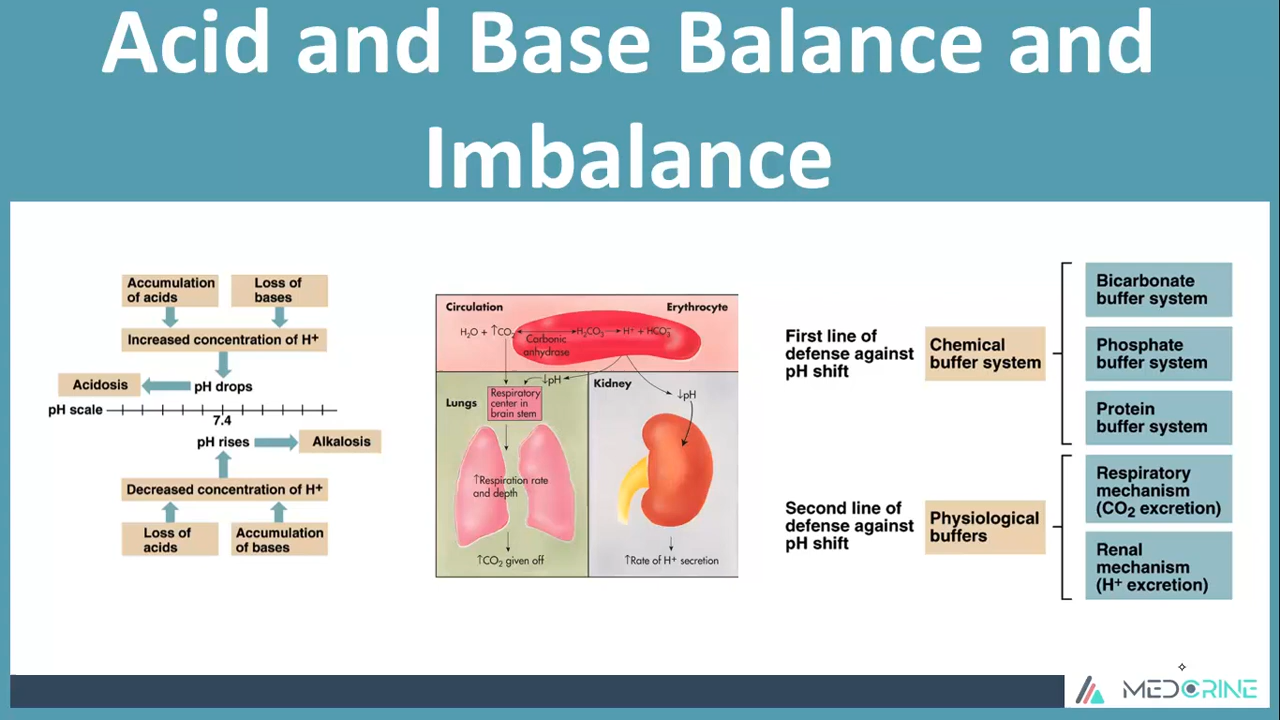 Acid and Base Balance and
Imbalance
Accumulation
of acids
Loss of
bases
Increased concentration of H⁺
Acidosis
pH drops
pH scale
7.4
pH rises
Alkalosis
Decreased concentration of H⁺
Loss of
acids
Accumulation
of bases
Circulation
Erythrocyte
H₂O + ↑CO₂
H₂CO₃
H⁺ + HCO₃⁻
Carbonic
anhydrase
↓pH
Lungs
Respiratory
center in
brain stem
↑Respiration rate
and depth
↑CO₂ given off
Kidney
↓pH
↑Rate of H⁺ secretion
First line of
defense against
pH shift
Chemical
buffer system
Bicarbonate
buffer system
Phosphate
buffer system
Protein
buffer system
Second line of
defense against
pH shift
Physiological
buffers
Respiratory
mechanism
(CO₂ excretion)
Renal
mechanism
(H⁺ excretion)
MEDCRINE